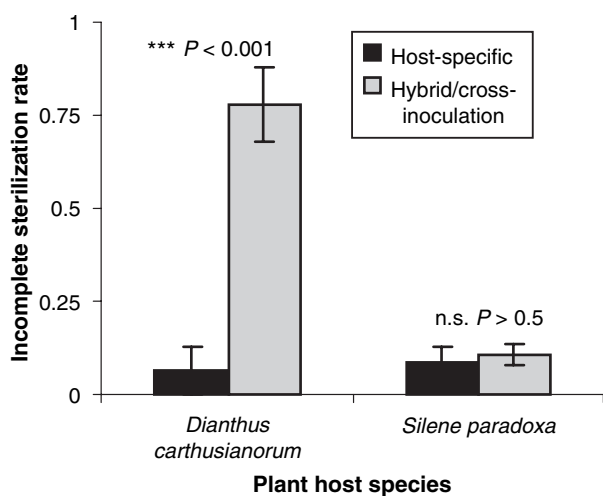 Incomplete sterilization rate
1
0.75
0.5
0.25
0
*** P < 0.001
Host-specific
Hybrid/cross-
inoculation
n.s. P > 0.5
Dianthus
carthusianorum
Silene paradoxa
Plant host species